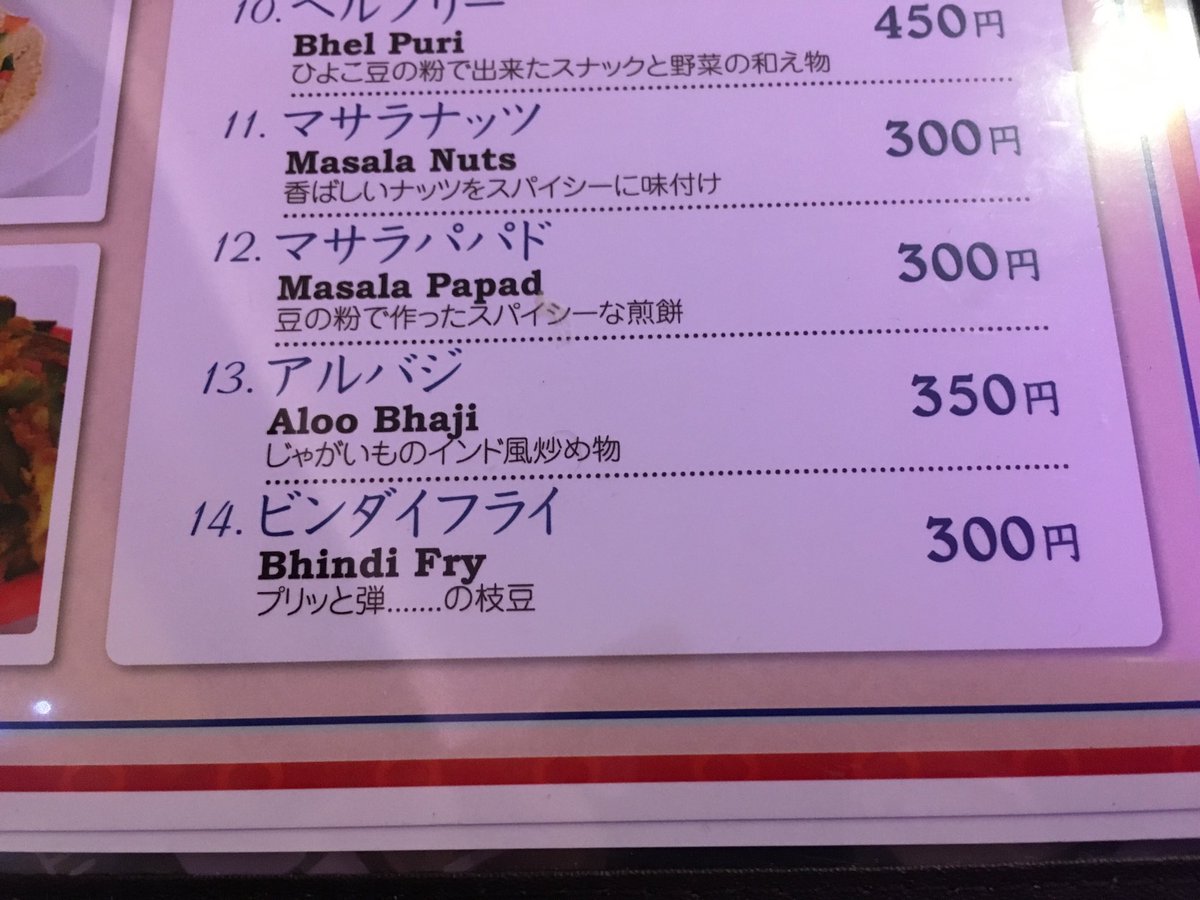 10. ベルプリー 450円
Bhel Puri
ひよこ豆の粉で出来たスナックと野菜の和え物
11. マサラナッツ 300円
Masala Nuts
香ばしいナッツをスパイシーに味付け
12. マサラパパド 300円
Masala Papad
豆の粉で作ったスパイシーな煎餅
13. アルバジ 350円
Aloo Bhaji
じゃがいものインド風炒め物
14. ビンダイフライ 300円
Bhindi Fry
プリッと弾.......の枝豆